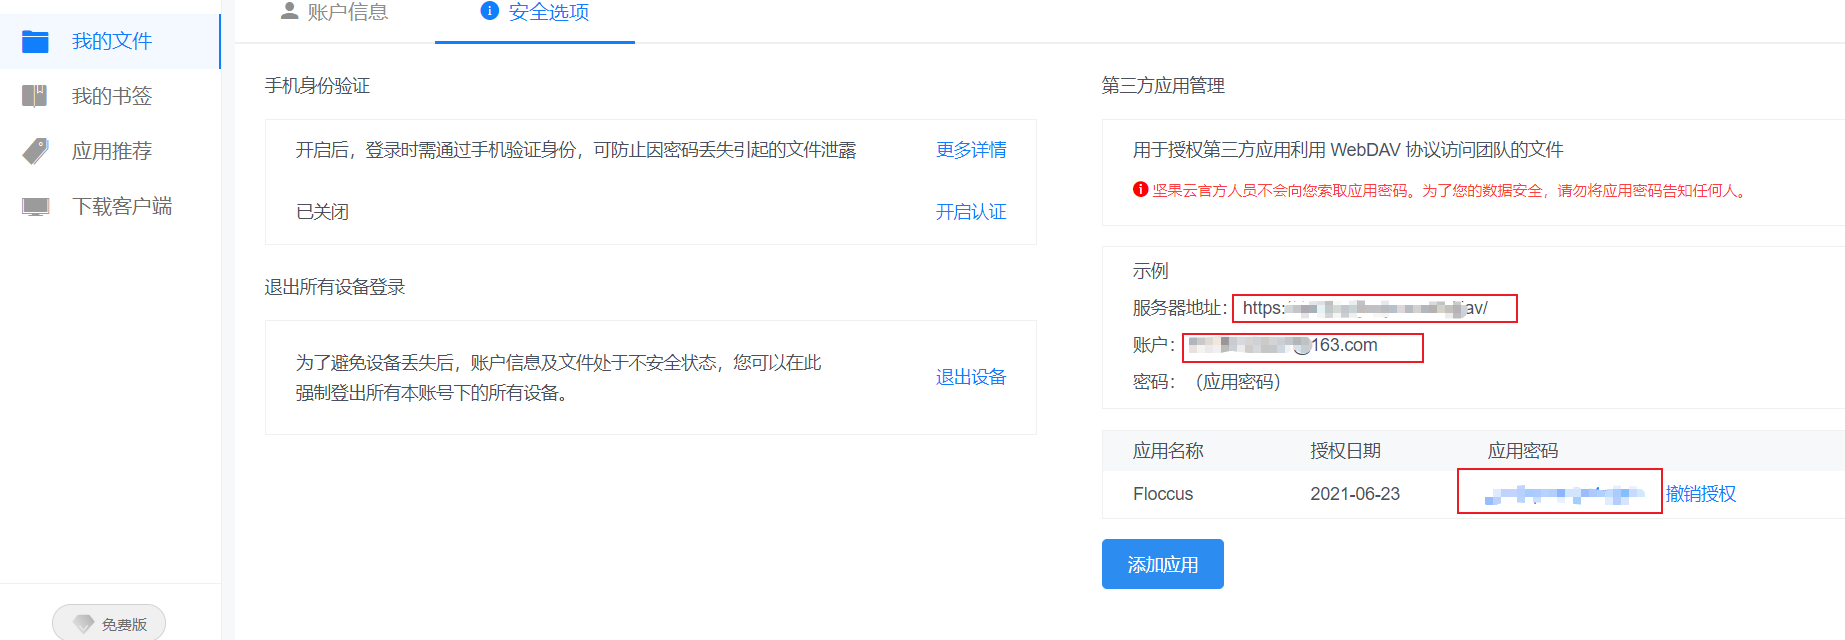 我的文件
我的书签
应用推荐
下载客户端
免费版
账户信息
安全选项
手机身份验证
开启后，登录时需通过手机验证身份，可防止因密码丢失引起的文件泄露
更多详情
已关闭
开启认证
退出所有设备登录
为了避免设备丢失后，账户信息及文件处于不安全状态，您可以在此
强制登出所有本账号下的所有设备。
退出设备
第三方应用管理
用于授权第三方应用利用 WebDAV 协议访问团队的文件
坚果云官方人员不会向您索取应用密码。为了您的数据安全，请勿将应用密码告知任何人。
示例
服务器地址： https: av/
账户： @163.com
密码：（应用密码）
应用名称 授权日期 应用密码
Floccus 2021-06-23 撤销授权
添加应用